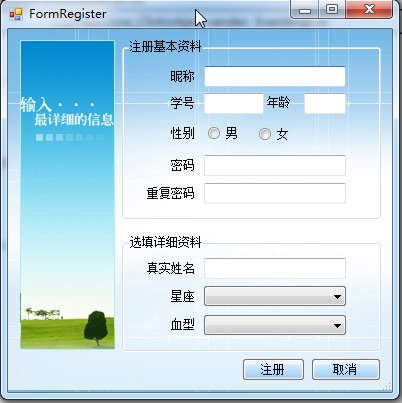 FormRegister
输入···
最详细的信息
注册基本资料
昵称
学号 年龄
性别 男 女
密码
重复密码
选填详细资料
真实姓名
星座
血型
注册 取消